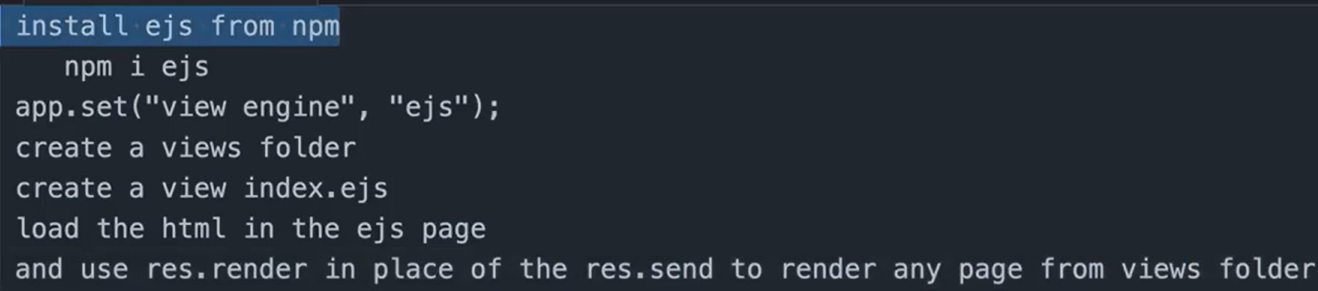 install ejs from npm
npm i ejs
app.set("view engine", "ejs");
create a views folder
create a view index.ejs
load the html in the ejs page
and use res.render in place of the res.send to render any page from views folder